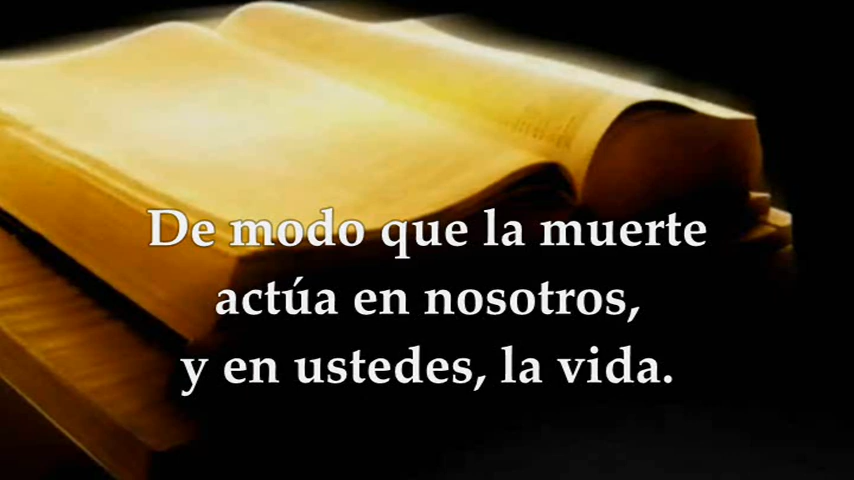 De modo que la muerte
actúa en nosotros,
y en ustedes, la vida.